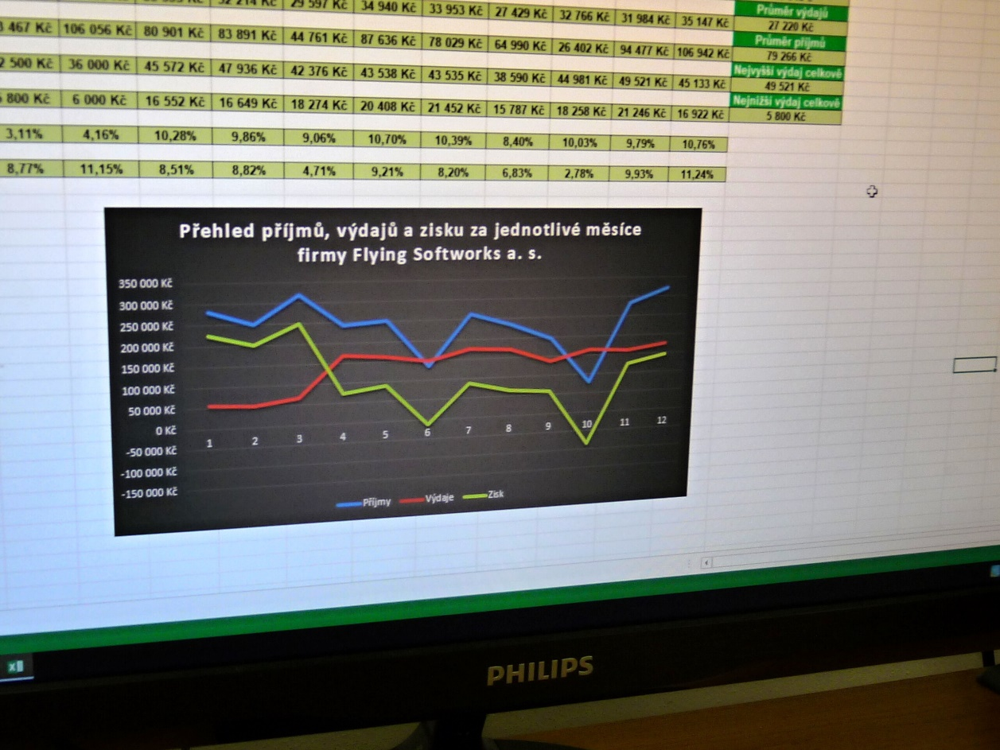 29 597 Kč 34 940 Kč 33 953 Kč 27 429 Kč 32 766 Kč 31 984 Kč 35 147 Kč
Průměr výdajů
27 220 Kč
467 Kč 106 056 Kč 80 901 Kč 83 891 Kč 44 761 Kč 87 636 Kč 78 029 Kč 64 990 Kč 26 402 Kč 94 477 Kč 106 942 Kč
Průměr příjmů
79 266 Kč
2 500 Kč 36 000 Kč 45 572 Kč 47 936 Kč 42 376 Kč 43 538 Kč 43 535 Kč 38 590 Kč 44 981 Kč 49 521 Kč 45 133 Kč
Nejvyšší výdaj celkově
49 521 Kč
800 Kč 6 000 Kč 16 552 Kč 16 649 Kč 18 274 Kč 20 408 Kč 21 452 Kč 15 787 Kč 18 258 Kč 21 246 Kč 16 922 Kč
Nejnižší výdaj celkově
5 800 Kč
3,11% 4,16% 10,28% 9,86% 9,06% 10,70% 10,39% 8,40% 10,03% 9,79% 10,76%
8,77% 11,15% 8,51% 8,82% 4,71% 9,21% 8,20% 6,83% 2,78% 9,93% 11,24%
Přehled příjmů, výdajů a zisku za jednotlivé měsíce
firmy Flying Softworks a. s.
350 000 Kč
300 000 Kč
250 000 Kč
200 000 Kč
150 000 Kč
100 000 Kč
50 000 Kč
0 Kč
-50 000 Kč
-100 000 Kč
-150 000 Kč
1 2 3 4 5 6 7 8 9 10 11 12
Příjmy Výdaje Zisk
PHILIPS